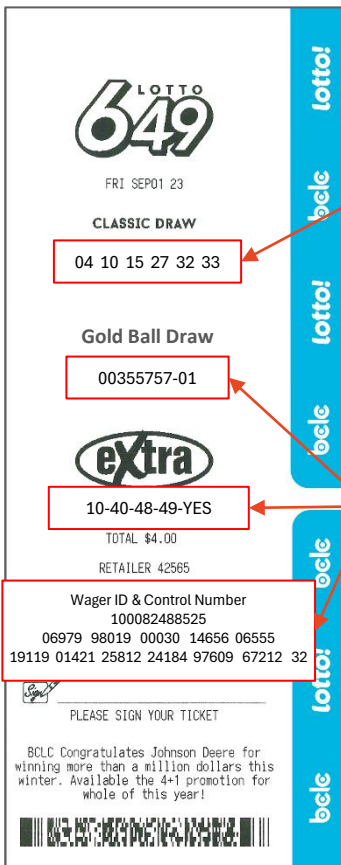 LOTTO
649
FRI SEP01 23
CLASSIC DRAW
04 10 15 27 32 33
Gold Ball Draw
00355757-01
extra
10-40-48-49-YES
TOTAL $4.00
RETAILER 42565
Wager ID & Control Number
100082488525
06979 98019 00030 14656 06555
19119 01421 25812 24184 97609 67212 32
Sign
PLEASE SIGN YOUR TICKET
BCLC Congratulates Johnson Deere for
winning more than a million dollars this
winter. Available the 4+1 promotion for
whole of this year!
lotto!
bclc
lotto!
bclc
bclc
lotto!
bclc